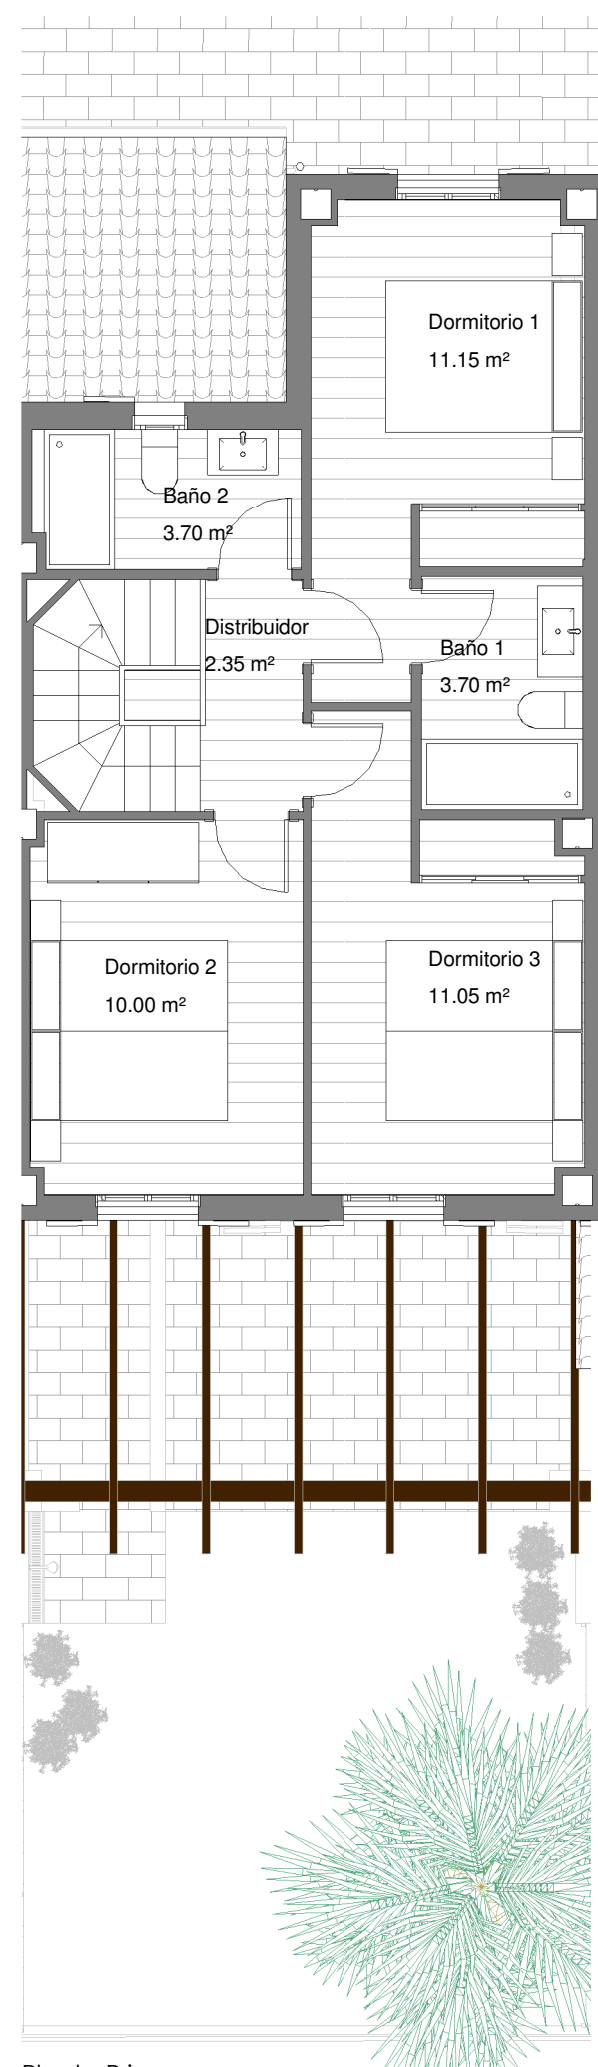 Dormitorio 1
11.15 m²
Baño 2
3.70 m²
Distribuidor
2.35 m²
Baño 1
3.70 m²
Dormitorio 2
10.00 m²
Dormitorio 3
11.05 m²